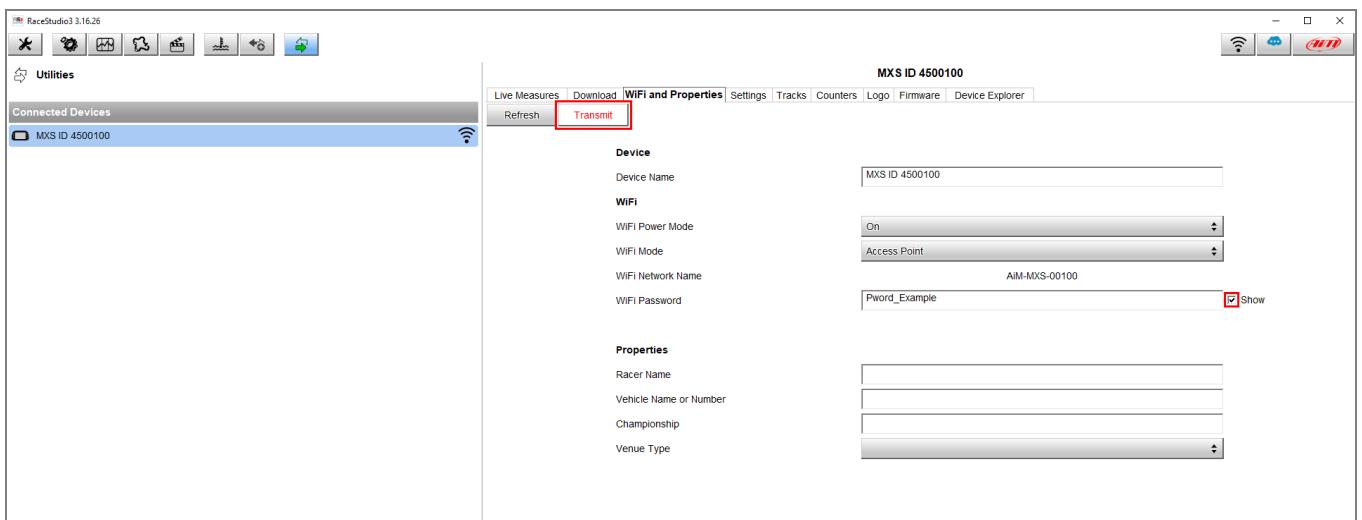 RaceStudio3 3.16.26
Utilities
MXS ID 4500100
Live Measures Download WiFi and Properties Settings Tracks Counters Logo Firmware Device Explorer
Connected Devices
Refresh Transmit
MXS ID 4500100
Device
Device Name MXS ID 4500100
WiFi
WiFi Power Mode On
WiFi Mode Access Point
WiFi Network Name AiM-MXS-00100
WiFi Password Pword_Example Show
Properties
Racer Name
Vehicle Name or Number
Championship
Venue Type